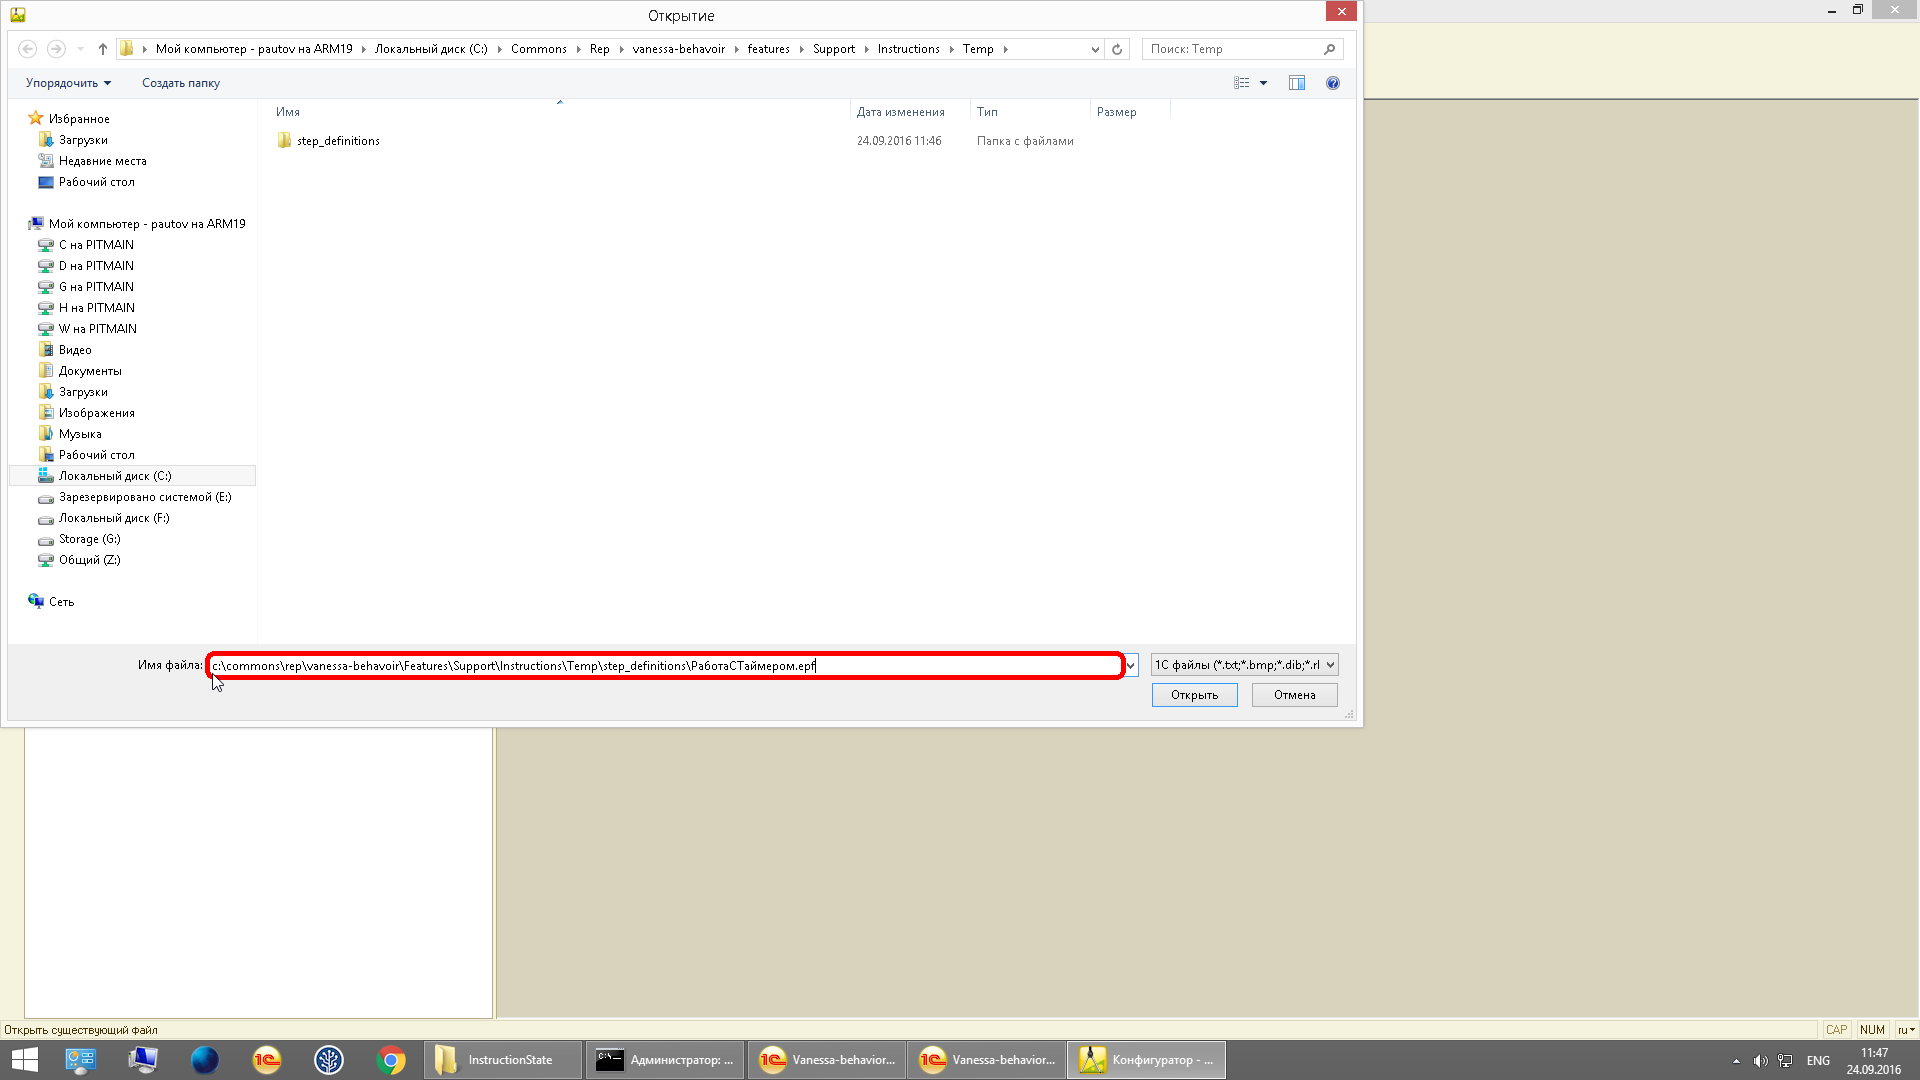 Открытие
Мой компьютер - pautov на ARM19
Локальный диск (C:)
Commons
Rep
vanessa-behavoir
features
Support
Instructions
Temp
Поиск: Temp
Упорядочить
Создать папку
Имя
Дата изменения
Тип
Размер
step_definitions
24.09.2016 11:46
Папка с файлами
Избранное
Загрузки
Недавние места
Рабочий стол
Мой компьютер - pautov на ARM19
C на PITMAIN
D на PITMAIN
G на PITMAIN
H на PITMAIN
W на PITMAIN
Видео
Документы
Загрузки
Изображения
Музыка
Рабочий стол
Локальный диск (C:)
Зарезервировано системой (E:)
Локальный диск (F:)
Storage (G:)
Общий (Z:)
Сеть
Имя файла:
c:\commons\rep\vanessa-behavoir\Features\Support\Instructions\Temp\step_definitions\РаботаСТаймером.epf
1С файлы (*.txt;*.bmp;*.dib;*.rl
Открыть
Отмена
Открыть существующий файл
CAP
NUM
ru
InstructionState
Администратор: ...
Vanessa-behavior...
Vanessa-behavior...
Конфигуратор - ...
ENG
11:47
24.09.2016